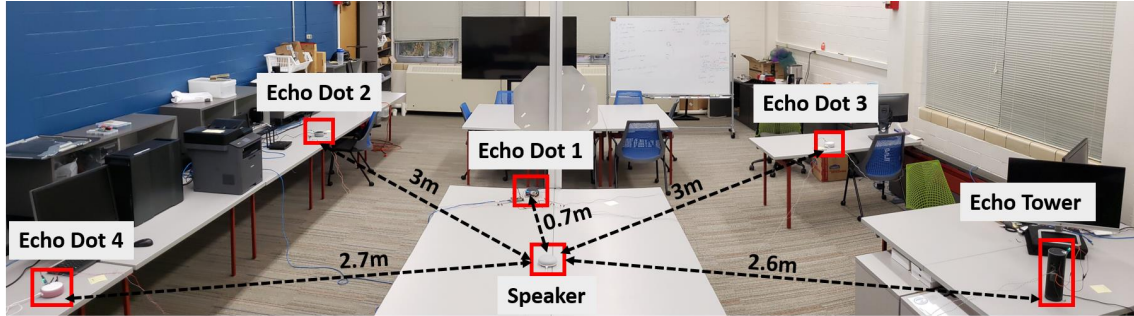 Echo Dot 2
Echo Dot 3
Echo Dot 1
3m
3m
Echo Tower
0.7m
Echo Dot 4
2.7m
2.6m
Speaker